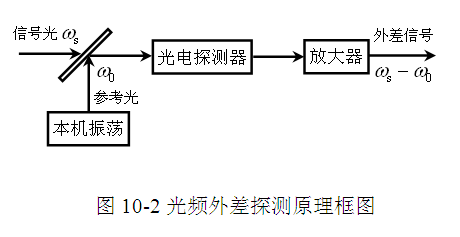 信号光 ωs
ω0
参考光
本机振荡
光电探测器
放大器
外差信号
ωs − ω0
图 10-2 光频外差探测原理框图